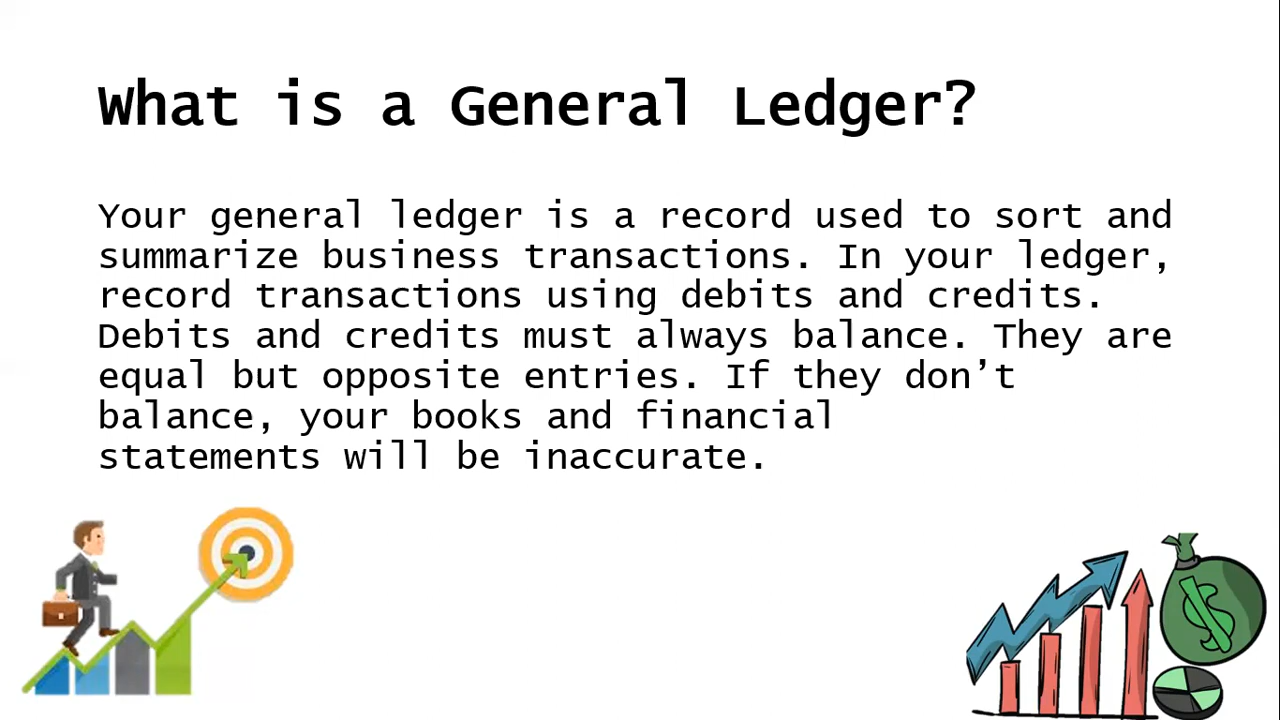 What is a General Ledger?
Your general ledger is a record used to sort and
summarize business transactions. In your ledger,
record transactions using debits and credits.
Debits and credits must always balance. They are
equal but opposite entries. If they don’t
balance, your books and financial
statements will be inaccurate.
$